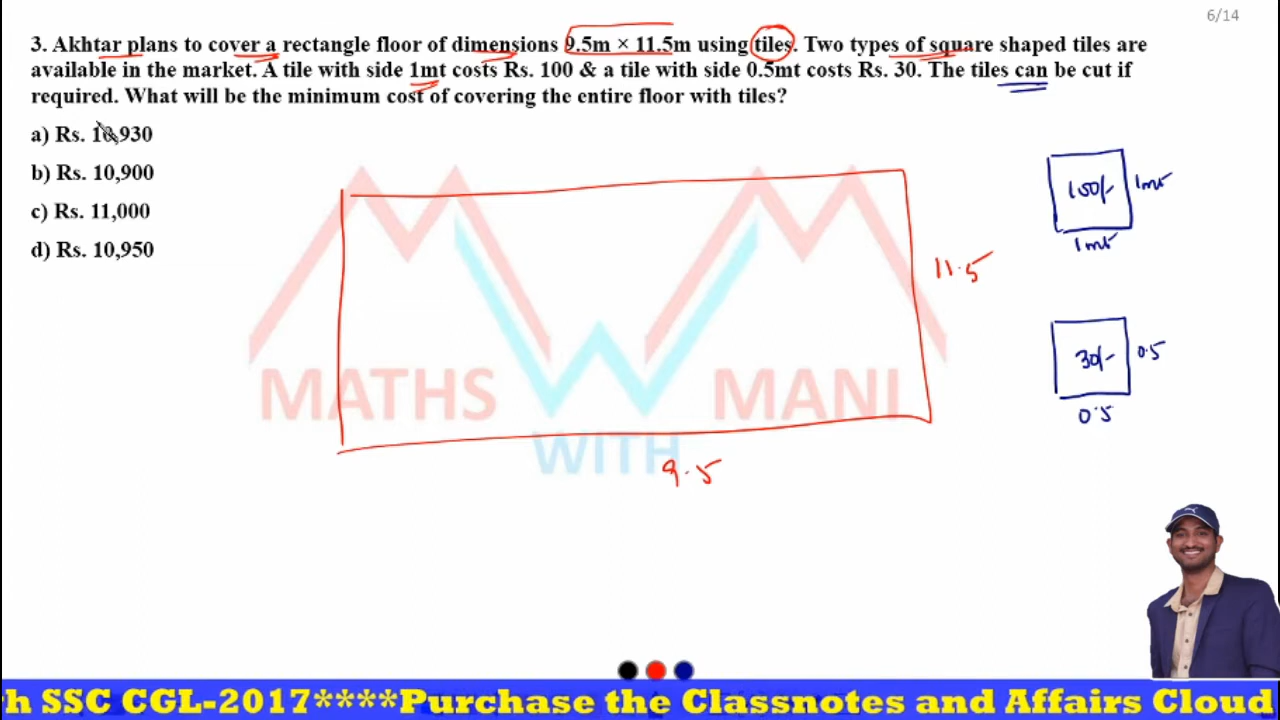 6/14
3. Akhtar plans to cover a rectangle floor of dimensions 9.5m × 11.5m using tiles. Two types of square shaped tiles are
available in the market. A tile with side 1mt costs Rs. 100 & a tile with side 0.5mt costs Rs. 30. The tiles can be cut if
required. What will be the minimum cost of covering the entire floor with tiles?
a) Rs. 10,930
b) Rs. 10,900
c) Rs. 11,000
d) Rs. 10,950
100/-
1mt
1mt
11.5
30/-
0.5
0.5
9.5
MATHS
WITH
MANI
h SSC CGL-2017****Purchase the Classnotes and Affairs Cloud